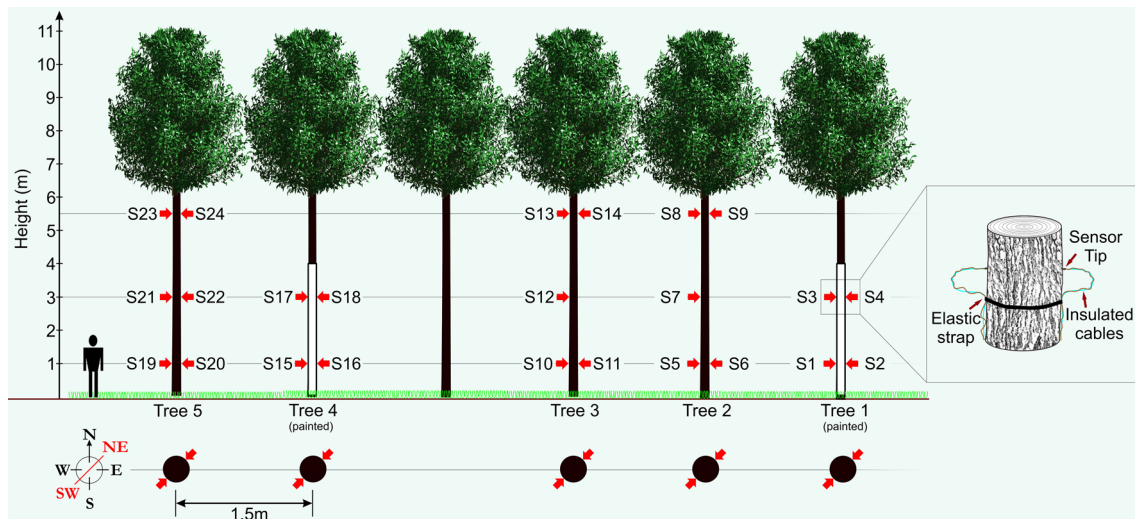 11
10
9
8
7
6
5
4
3
2
1
Height (m)
S23 S24 S13 S14 S8 S9
S21 S22 S17 S18 S12 S7 S3 S4
S19 S20 S15 S16 S10 S11 S5 S6 S1 S2
Sensor
Tip
Elastic
strap
Insulated
cables
Tree 5 Tree 4 Tree 3 Tree 2 Tree 1
(painted) (painted)
N
NE
W E
SW
S
1.5m